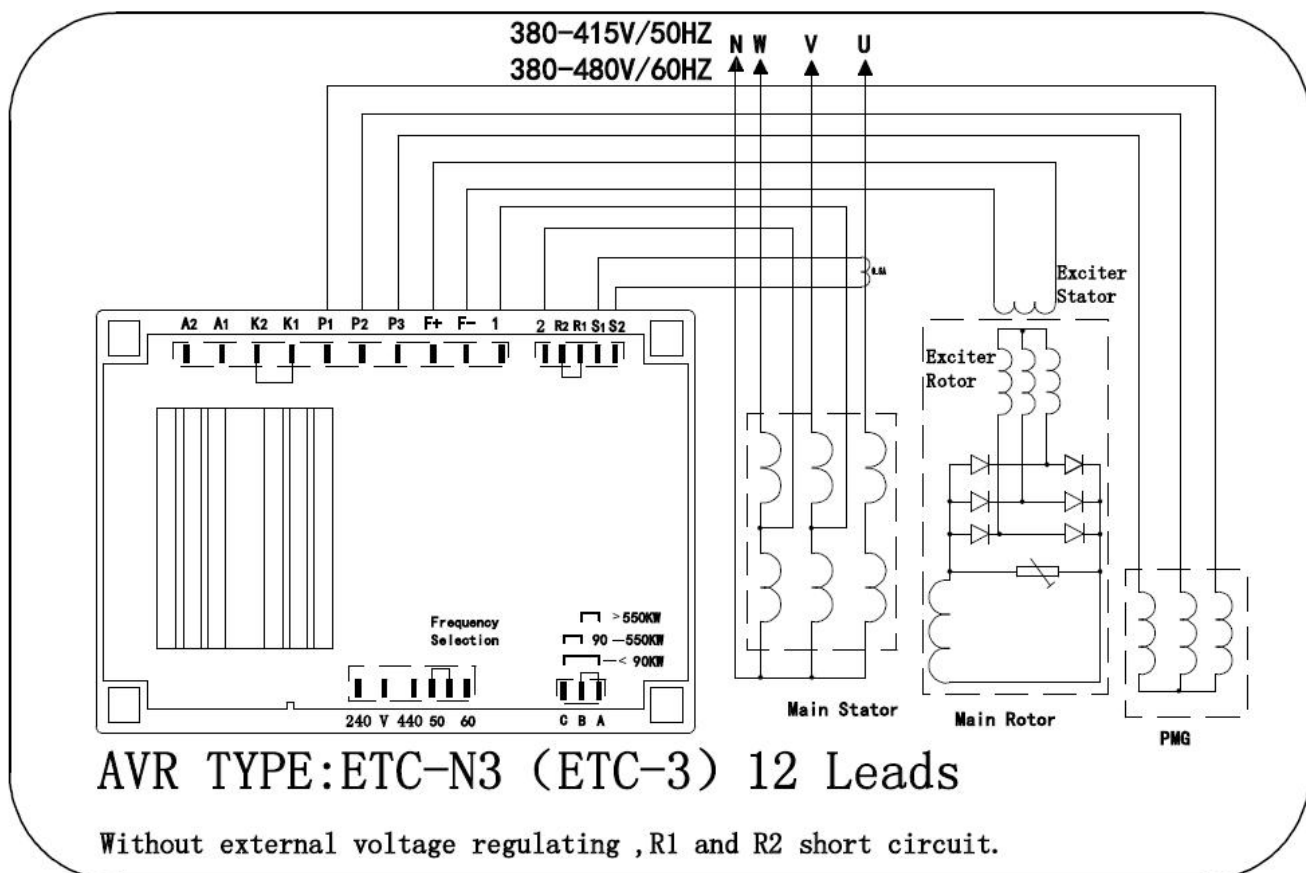 380-415V/50HZ
380-480V/60HZ
N W V U
0.6A
Exciter
Stator
A2 A1 K2 K1 P1 P2 P3 F+ F- 1 2 R2 R1 S1 S2
Exciter
Rotor
Frequency
Selection
>550KW
90 —550KW
—< 90KW
240 V 440 50 60
C B A
Main Stator
Main Rotor
PMG
AVR TYPE:ETC-N3 (ETC-3) 12 Leads
Without external voltage regulating ,R1 and R2 short circuit.